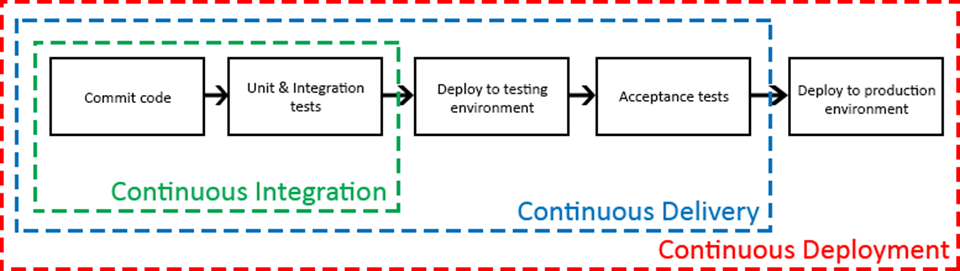 Commit code
Unit & Integration
tests
Deploy to testing
environment
Acceptance tests
Deploy to production
environment
Continuous Integration
Continuous Delivery
Continuous Deployment